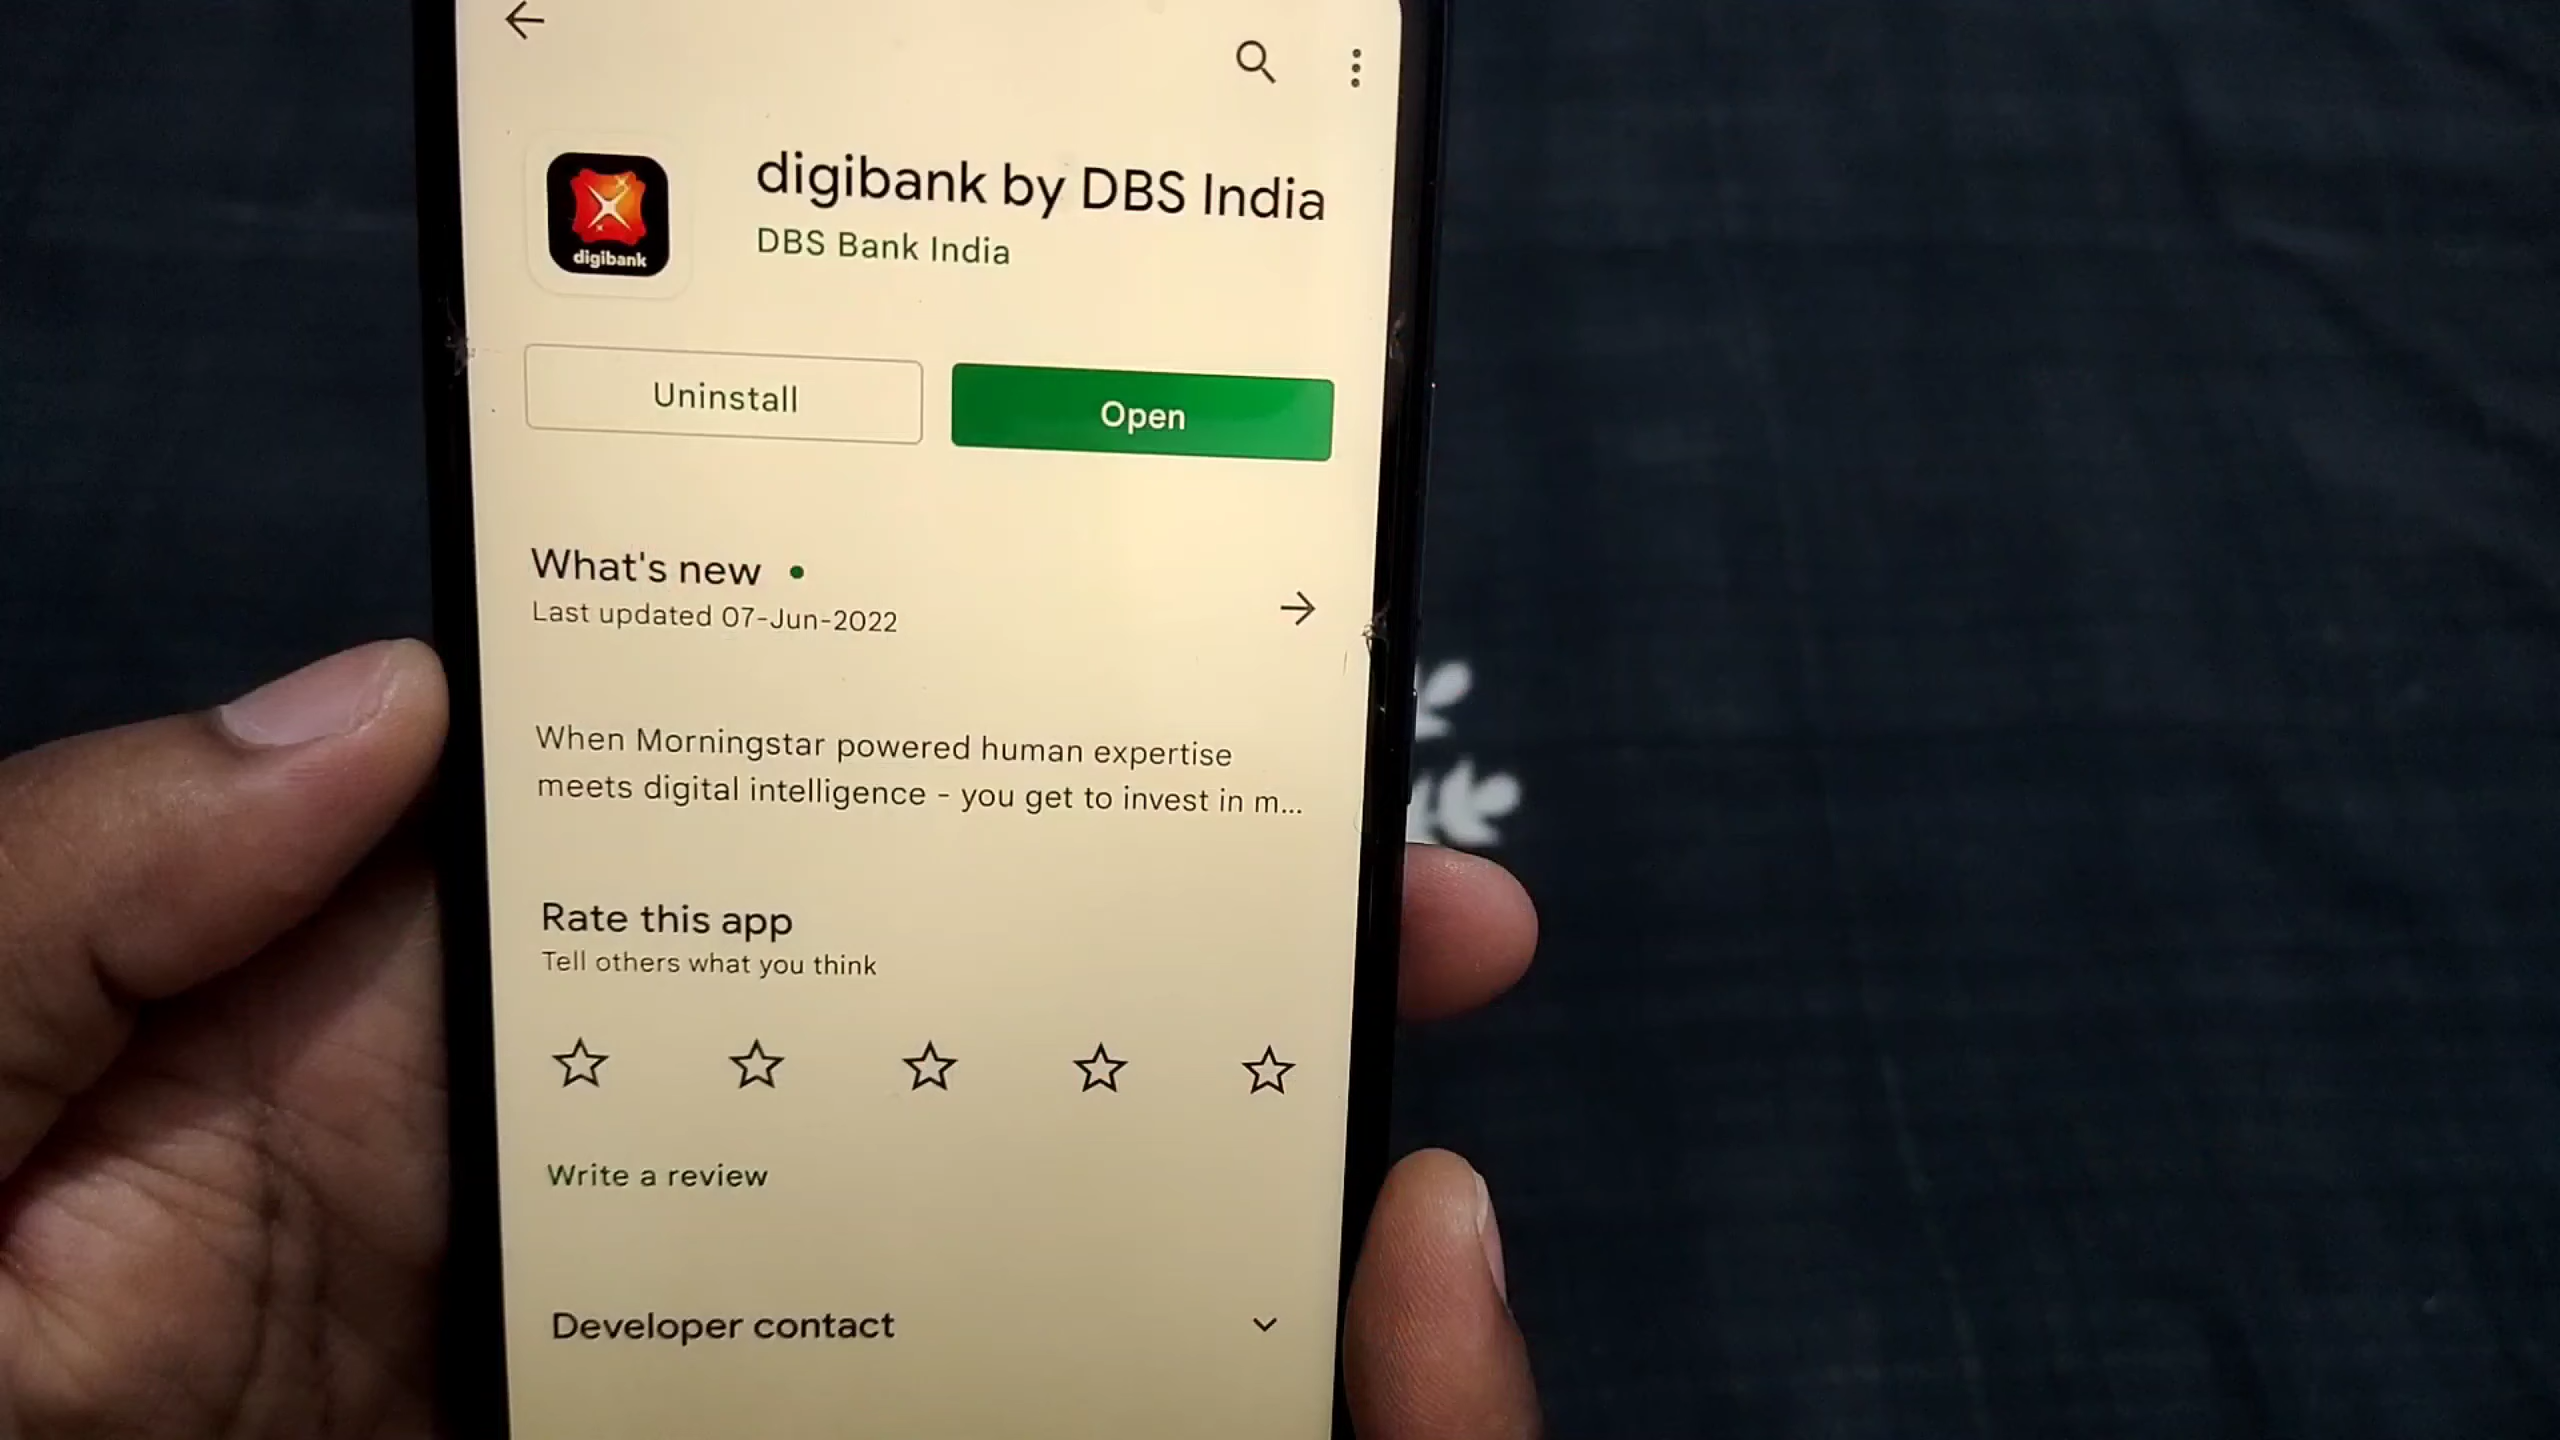 digibank by DBS India
DBS Bank India
digibank
Uninstall
Open
What's new
Last updated 07-Jun-2022
When Morningstar powered human expertise
meets digital intelligence - you get to invest in m...
Rate this app
Tell others what you think
Write a review
Developer contact